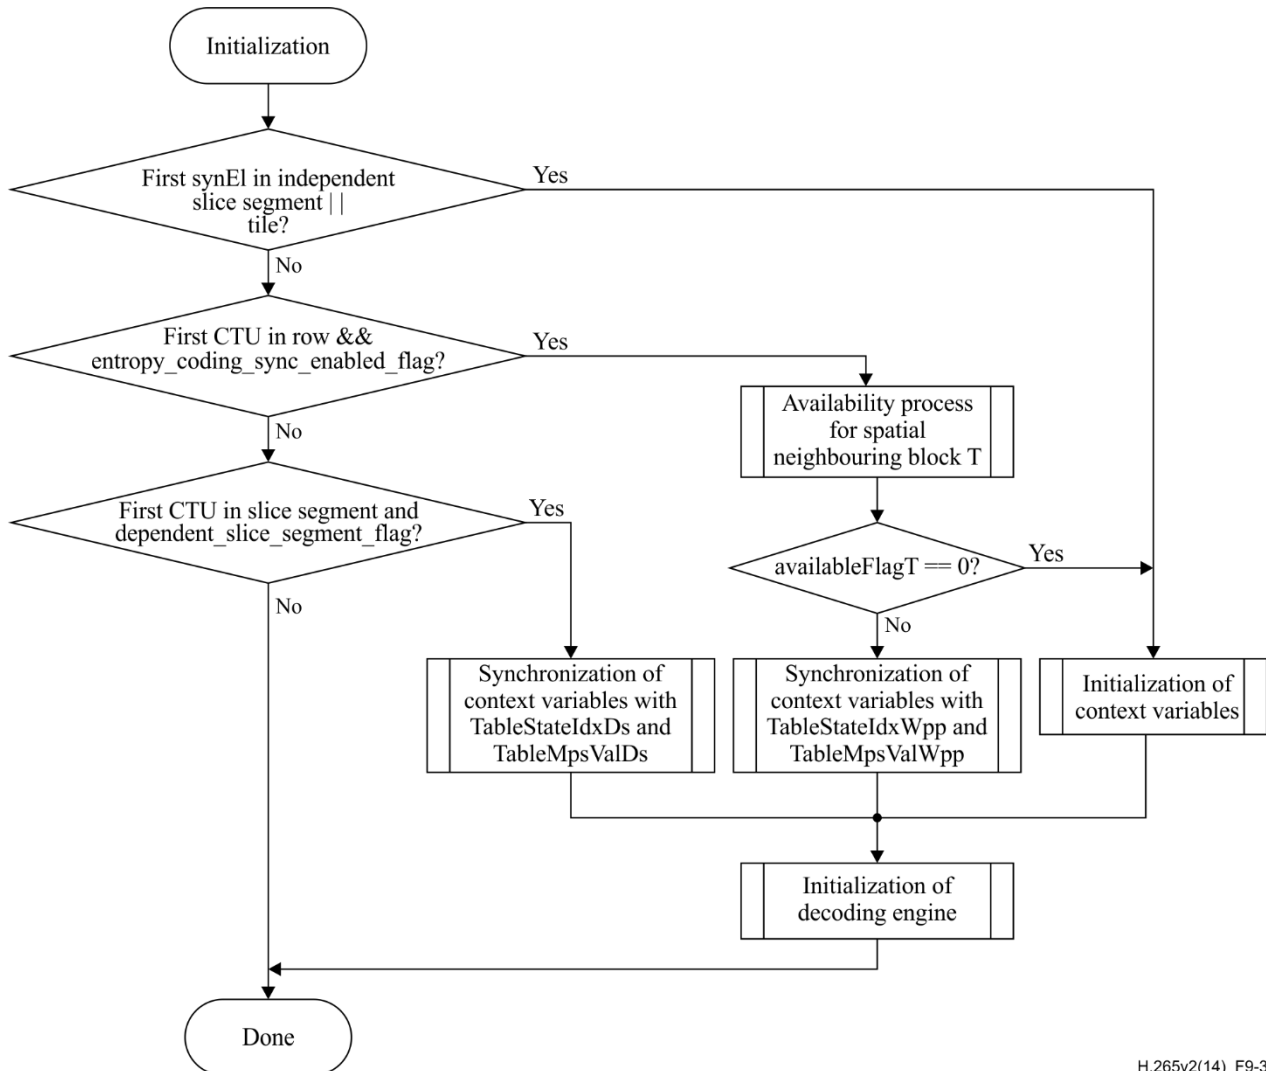 Initialization
First synEl in independent
slice segment | |
tile?
Yes
No
First CTU in row &&
entropy_coding_sync_enabled_flag?
Yes
No
Availability process
for spatial
neighbouring block T
First CTU in slice segment and
dependent_slice_segment_flag?
Yes
No
availableFlagT == 0?
Yes
No
Synchronization of
context variables with
TableStateIdxDs and
TableMpsValDs
Synchronization of
context variables with
TableStateIdxWpp and
TableMpsValWpp
Initialization of
context variables
Initialization of
decoding engine
Done
H.265v2(14)_F9-3